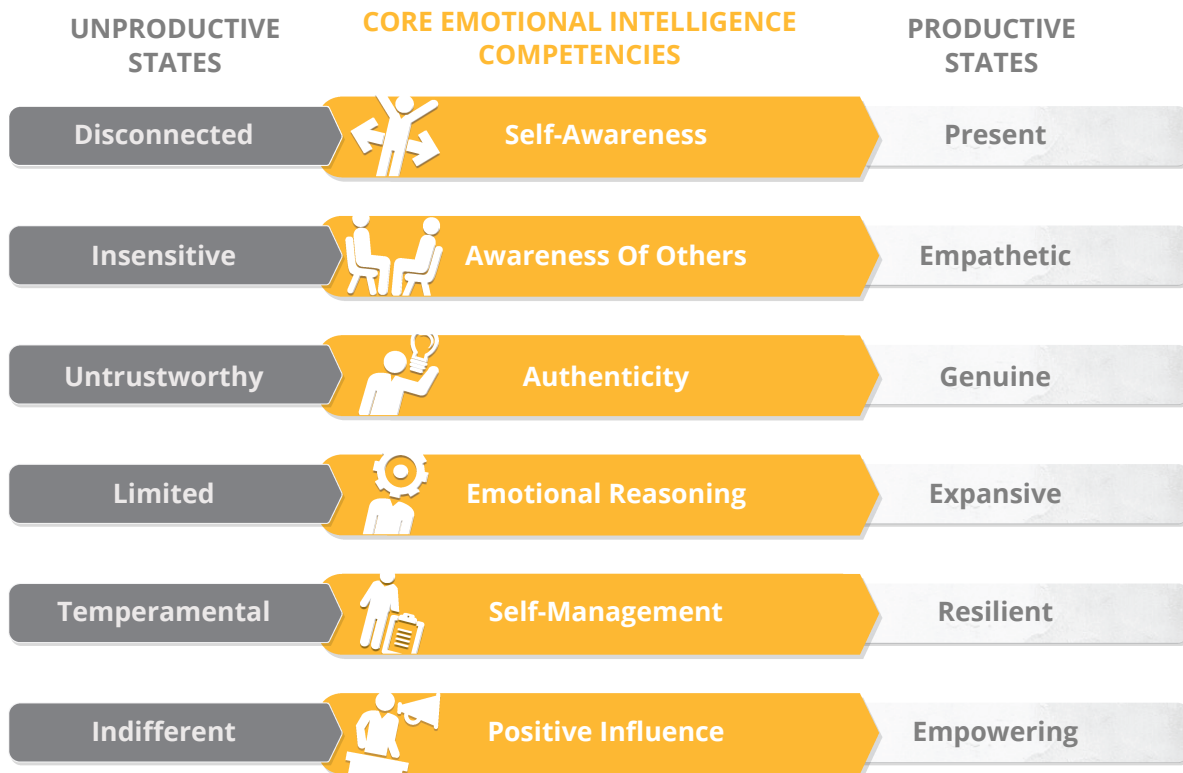 UNPRODUCTIVE
STATES
CORE EMOTIONAL INTELLIGENCE
COMPETENCIES
PRODUCTIVE
STATES
Disconnected
Self-Awareness
Present
Insensitive
Awareness Of Others
Empathetic
Untrustworthy
Authenticity
Genuine
Limited
Emotional Reasoning
Expansive
Temperamental
Self-Management
Resilient
Indifferent
Positive Influence
Empowering